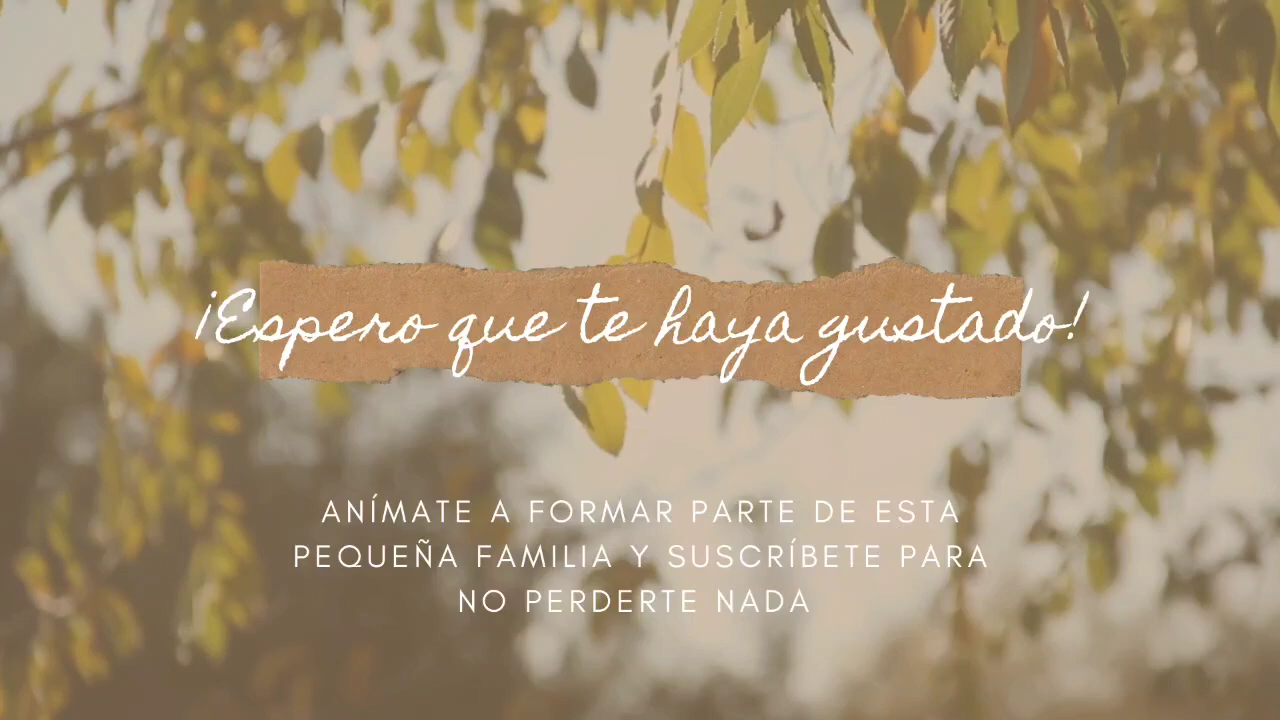 ¡Espero que te haya gustado!
ANÍMATE A FORMAR PARTE DE ESTA
PEQUEÑA FAMILIA Y SUSCRÍBETE PARA
NO PERDERTE NADA